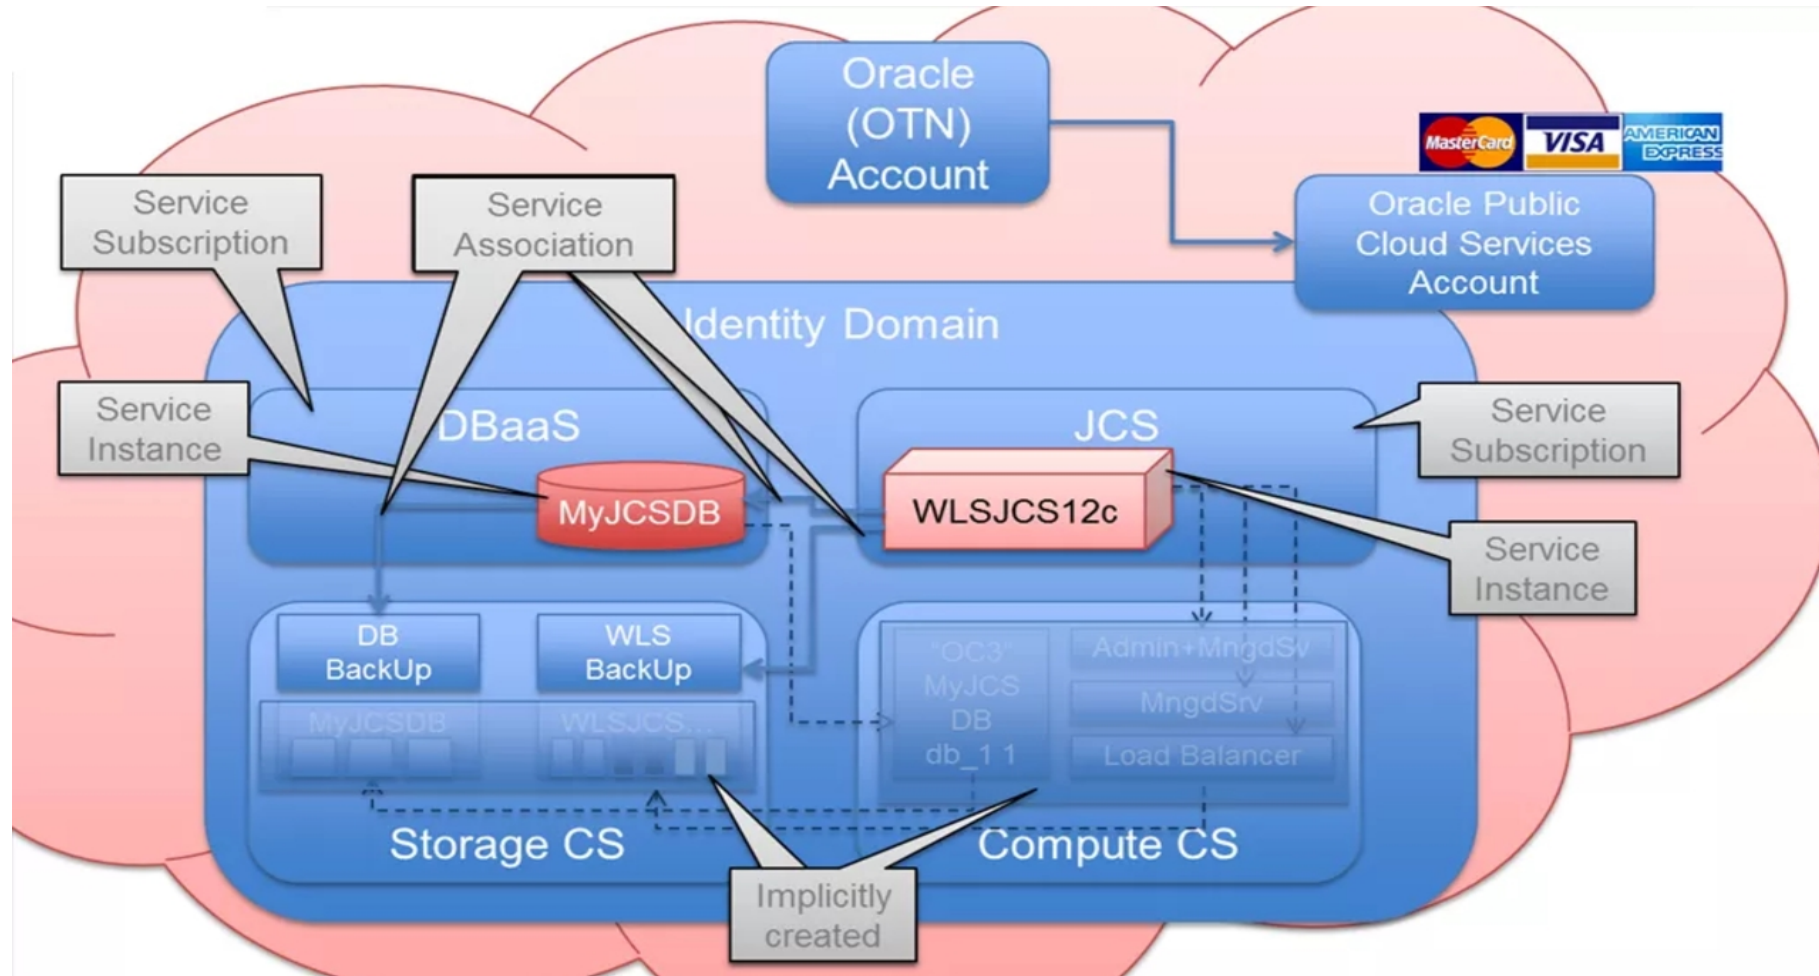 Oracle
(OTN)
Account
MasterCard
VISA
AMERICAN
EXPRESS
Oracle Public
Cloud Services
Account
Service
Subscription
Service
Association
Identity Domain
Service
Instance
DBaaS
MyJCSDB
JCS
WLSJCS12c
Service
Subscription
Service
Instance
DB
BackUp
WLS
BackUp
MyJCSDB
WLSJCS...
Storage CS
"OC3"
MyJCS
DB
db_1 1
Admin+MngdSv
MngdSrv
Load Balancer
Compute CS
Implicitly
created